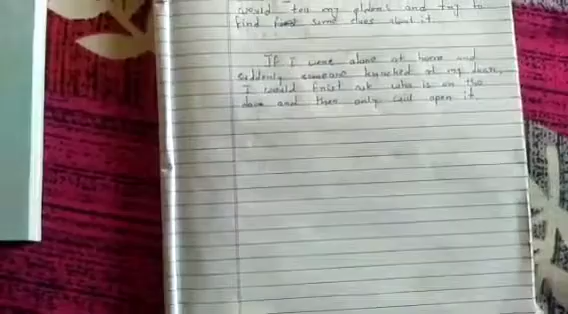 would tell my elders and try to
find some clues about it.
If I were alone at home and
suddenly someone knocked at my door,
I would first ask who is on the
door and then only will open it.